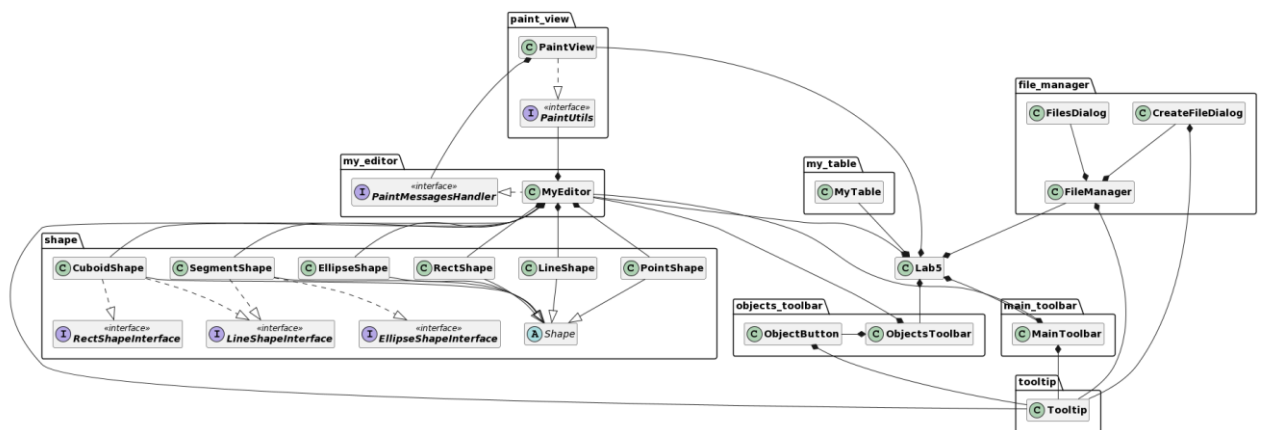 paint_view
C PaintView
«interface»
I PaintUtils
file_manager
C FilesDialog
C CreateFileDialog
C FileManager
my_editor
«interface»
I PaintMessagesHandler
C MyEditor
my_table
C MyTable
shape
C CuboidShape
C SegmentShape
C EllipseShape
C RectShape
C LineShape
C PointShape
C Lab5
«interface»
I RectShapeInterface
«interface»
I LineShapeInterface
«interface»
I EllipseShapeInterface
A Shape
objects_toolbar
C ObjectButton
C ObjectsToolbar
main_toolbar
C MainToolbar
tooltip
C Tooltip